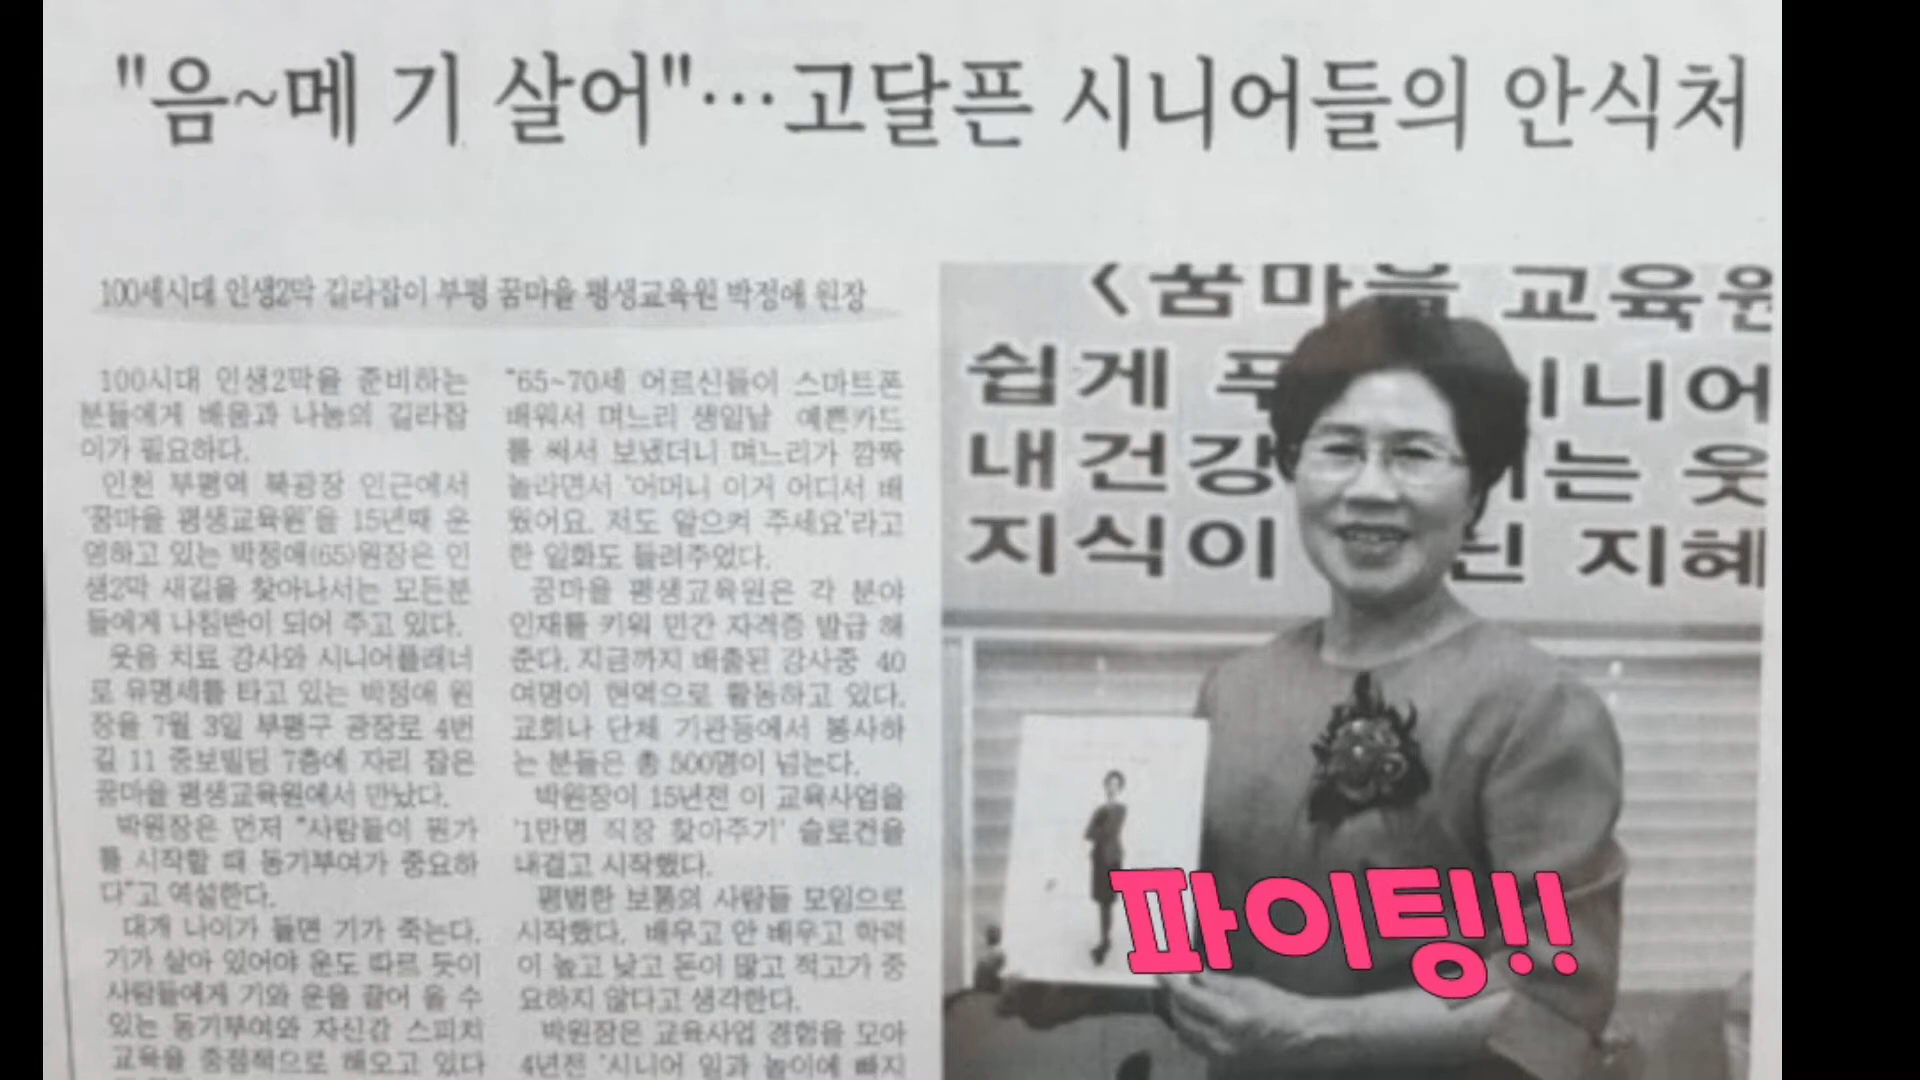 "음~메 기 살어"…고달픈 시니어들의 안식처
100세시대 인생2막 길라잡이 부평 꿈마을 평생교육원 박정애 원장
100시대 인생2막을 준비하는
분들에게 배움과 나눔의 길라잡
이가 필요하다.
인천 부평역 북광장 인근에서
'꿈마을 평생교육원'을 15년째 운
영하고 있는 박정애(65)원장은 인
생2막 새길을 찾아나서는 모든분
들에게 나침반이 되어 주고 있다.
웃음 치료 강사와 시니어플래너
로 유명세를 타고 있는 박정애 원
장을 7월 3일 부평구 광장로 4번
길 11 중보빌딩 7층에 자리 잡은
꿈마을 평생교육원에서 만났다.
박원장은 먼저 "사람들이 뭔가
를 시작할 때 동기부여가 중요하
다"고 역설한다.
대개 나이가 들면 기가 죽는다.
기가 살아 있어야 운도 따르 듯이
사람들에게 기와 운을 끌어 올 수
있는 동기부여와 자신감 스피치
교육을 중점적으로 해오고 있다
"65~70세 어르신들이 스마트폰
배워서 며느리 생일날 예쁜카드
를 써서 보냈더니 며느리가 깜짝
놀라면서 '어머니 이거 어디서 배
웠어요. 저도 알으켜 주세요'라고
한 일화도 들려주었다.
꿈마을 평생교육원은 각 분야
인재를 키워 민간 자격증 발급 해
준다. 지금까지 배출된 강사중 40
여명이 현역으로 활동하고 있다.
교회나 단체 기관등에서 봉사하
는 분들은 총 500명이 넘는다.
박원장이 15년전 이 교육사업을
'1만명 직장 찾아주기' 슬로건을
내걸고 시작했다.
평범한 보통의 사람들 모임으로
시작했다. 배우고 안 배우고 학력
이 높고 낮고 돈이 많고 적고가 중
요하지 않다고 생각한다.
박원장은 교육사업 경험을 모아
4년전 '시니어 일과 놀이에 빠지
<꿈마을 교육원
쉽게 푸 니어
내건강 는 웃
지식이 닌 지혜
파이팅!!